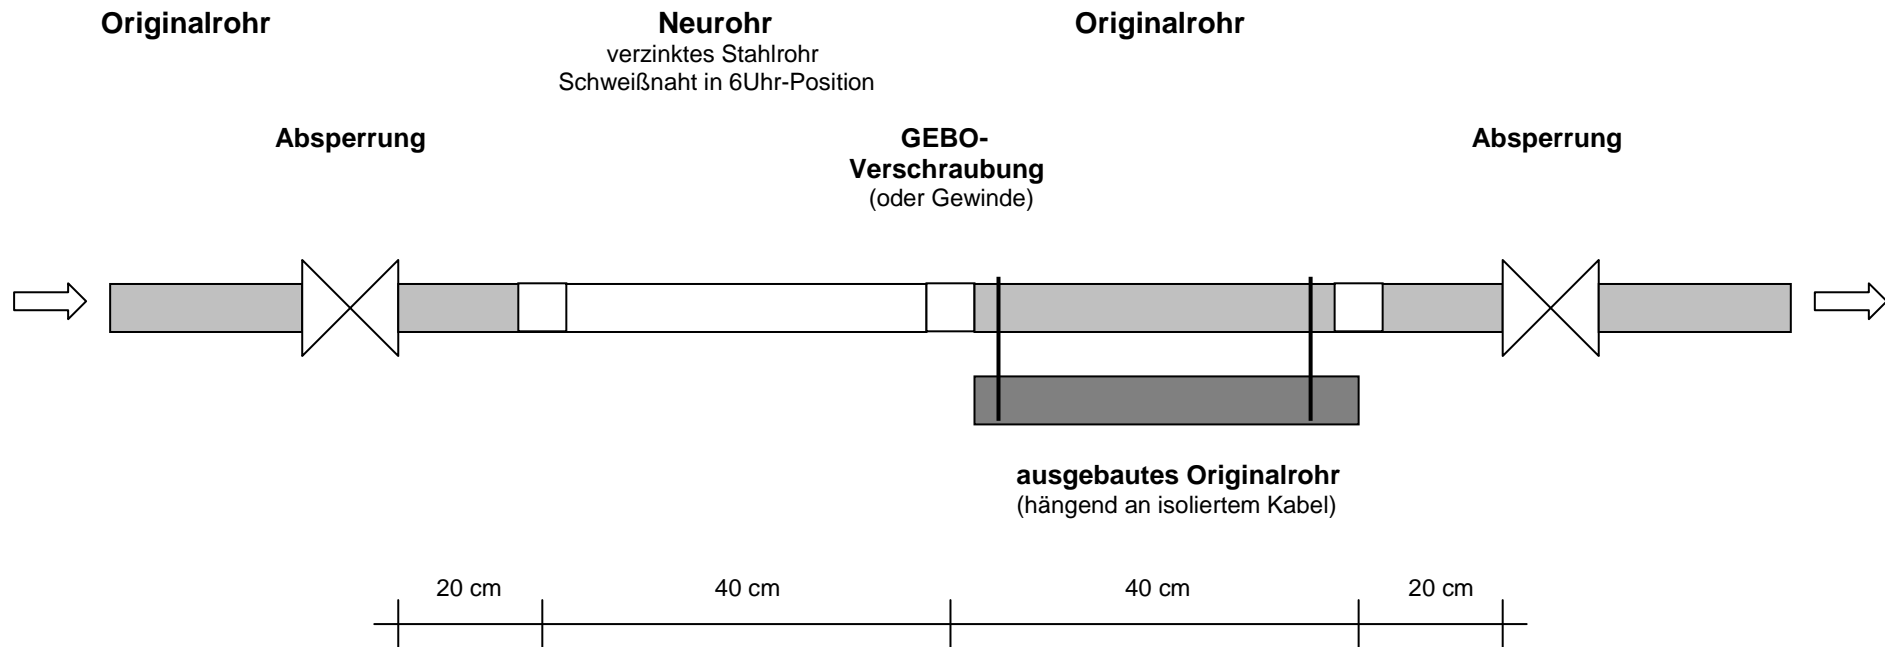 Originalrohr
Neurohr
verzinktes Stahlrohr
Schweißnaht in 6Uhr-Position
Originalrohr
Absperrung
GEBO-
Verschraubung
(oder Gewinde)
Absperrung
ausgebautes Originalrohr
(hängend an isoliertem Kabel)
20 cm
40 cm
40 cm
20 cm